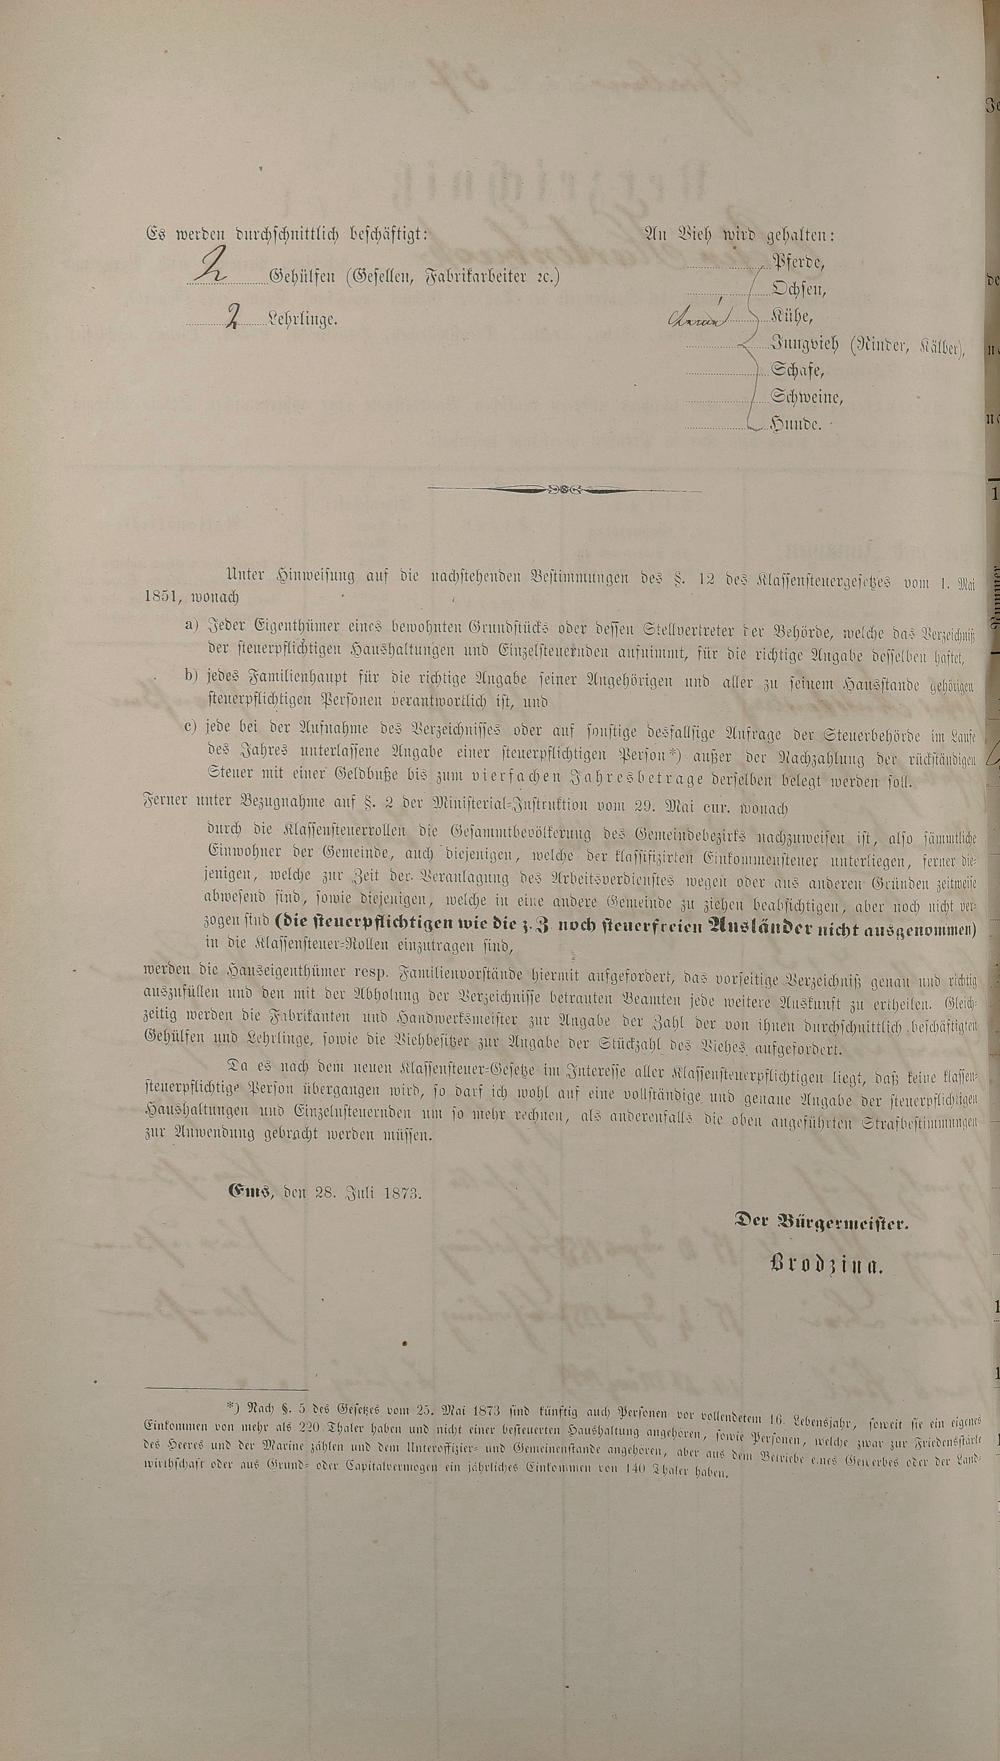 Es werden durchschnittlich beschäftigt:
2 Gehülfen (Gesellen, Fabrikarbeiter ꝛc.)
2 Lehrlinge.
An Vieh wird gehalten:
Pferde,
Ochsen,
Kühe,
Jungvieh (Rinder, Kälber),
Schafe,
Schweine,
Hunde.
Unter Hinweisung auf die nachstehenden Bestimmungen des §. 12 des Klassensteuergesetzes vom 1. Mai
1851, wonach
a) Jeder Eigenthümer eines bewohnten Grundstücks oder dessen Stellvertreter der Behörde, welche das Verzeichniß
der steuerpflichtigen Haushaltungen und Einzelsteuernden aufnimmt, für die richtige Angabe desselben haftet,
b) jedes Familienhaupt für die richtige Angabe seiner Angehörigen und aller zu seinem Hausstande gehörigen
steuerpflichtigen Personen verantwortlich ist, und
c) jede bei der Aufnahme des Verzeichnisses oder auf sonstige desfallsige Anfrage der Steuerbehörde im Laufe
des Jahres unterlassene Angabe einer steuerpflichtigen Person*) außer der Nachzahlung der rückständigen
Steuer mit einer Geldbuße bis zum vierfachen Jahresbetrage derselben belegt werden soll.
Ferner unter Bezugnahme auf §. 2 der Ministerial-Instruktion vom 29. Mai cur. wonach
durch die Klassensteuerrollen die Gesammtbevölkerung des Gemeindebezirks nachzuweisen ist, also sämmtliche
Einwohner der Gemeinde, auch diejenigen, welche der klassifizirten Einkommensteuer unterliegen, ferner die-
jenigen, welche zur Zeit der Veranlagung des Arbeitsverdienstes wegen oder aus anderen Gründen zeitweise
abwesend sind, sowie diejenigen, welche in eine andere Gemeinde zu ziehen beabsichtigen, aber noch nicht ver-
zogen sind (die steuerpflichtigen wie die z. Z. noch steuerfreien Ausländer nicht ausgenommen)
in die Klassensteuer-Rollen einzutragen sind,
werden die Hauseigenthümer resp. Familienvorstände hiermit aufgefordert, das vorseitige Verzeichniß genau und richtig
auszufüllen und den mit der Abholung der Verzeichnisse betrauten Beamten jede weitere Auskunft zu ertheilen. Gleich-
zeitig werden die Fabrikanten und Handwerksmeister zur Angabe der Zahl der von ihnen durchschnittlich beschäftigten
Gehülfen und Lehrlinge, sowie die Viehbesitzer zur Angabe der Stückzahl des Viehes aufgefordert.
Da es nach dem neuen Klassensteuer-Gesetze im Interesse aller Klassensteuerpflichtigen liegt, daß keine klassen-
steuerpflichtige Person übergangen wird, so darf ich wohl auf eine vollständige und genaue Angabe der steuerpflichtigen
Haushaltungen und Einzelnsteuernden um so mehr rechnen, als anderenfalls die oben angeführten Strafbestimmungen
zur Anwendung gebracht werden müssen.
Ems, den 28. Juli 1873.
Der Bürgermeister.
Brodzina.
*) Nach §. 5 des Gesetzes vom 25. Mai 1873 sind künftig auch Personen vor vollendetem 16. Lebensjahr, soweit sie ein eigenes
Einkommen von mehr als 220 Thaler haben und nicht einer besteuerten Haushaltung angehören, sowie Personen, welche zwar zur Friedensstärke
des Heeres und der Marine zählen und dem Unteroffizier- und Gemeinenstande angehören, aber aus dem Betriebe eines Gewerbes oder der Land-
wirthschaft oder aus Grund- oder Capitalvermögen ein jährliches Einkommen von 140 Thaler haben.